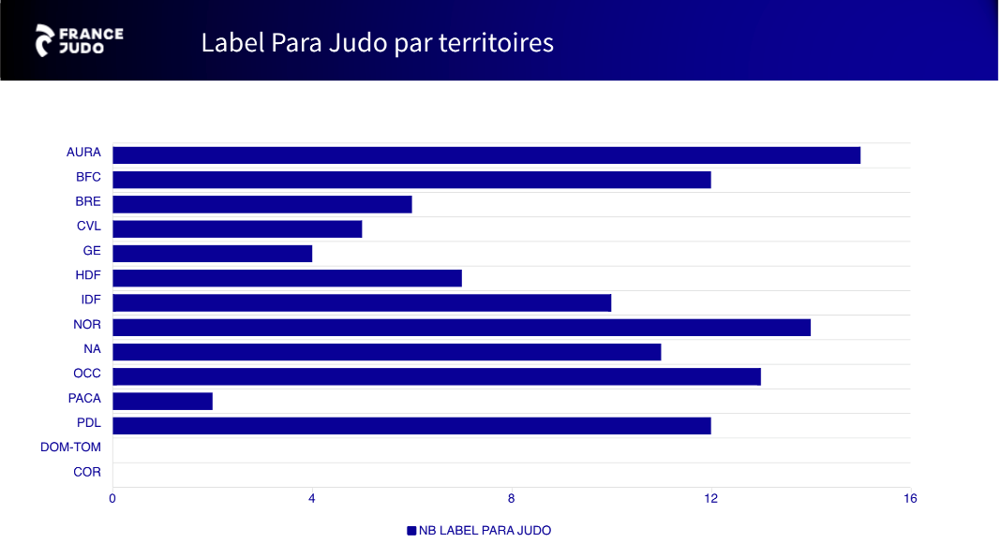 FRANCE
JUDO
Label Para Judo par territoires
AURA
BFC
BRE
CVL
GE
HDF
IDF
NOR
NA
OCC
PACA
PDL
DOM-TOM
COR
0 4 8 12 16
NB LABEL PARA JUDO